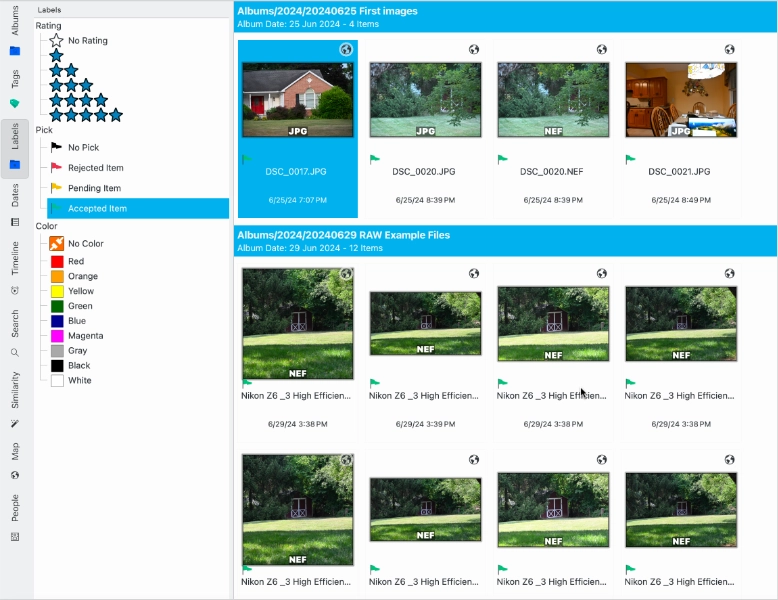 Albums
Tags
Labels
Dates
Timeline
Search
Similarity
Map
People
Labels
Rating
No Rating
Pick
No Pick
Rejected Item
Pending Item
Accepted Item
Color
No Color
Red
Orange
Yellow
Green
Blue
Magenta
Gray
Black
White
Albums/2024/20240625 First images
Album Date: 25 Jun 2024 - 4 Items
JPG JPG NEF JPG
DSC_0017.JPG DSC_0020.JPG DSC_0020.NEF DSC_0021.JPG
6/25/24 7:07 PM 6/25/24 8:39 PM 6/25/24 8:39 PM 6/25/24 8:49 PM
Albums/2024/20240629 RAW Example Files
Album Date: 29 Jun 2024 - 12 Items
NEF NEF NEF NEF
Nikon Z6 _3 High Efficien... Nikon Z6 _3 High Efficien... Nikon Z6 _3 High Efficien... Nikon Z6 _3 High Efficien...
6/29/24 3:38 PM 6/29/24 3:39 PM 6/29/24 3:38 PM 6/29/24 3:38 PM
NEF NEF NEF NEF
Nikon Z6 _3 High Efficien... Nikon Z6 _3 High Efficien... Nikon Z6 _3 High Efficien... Nikon Z6 _3 High Efficien...